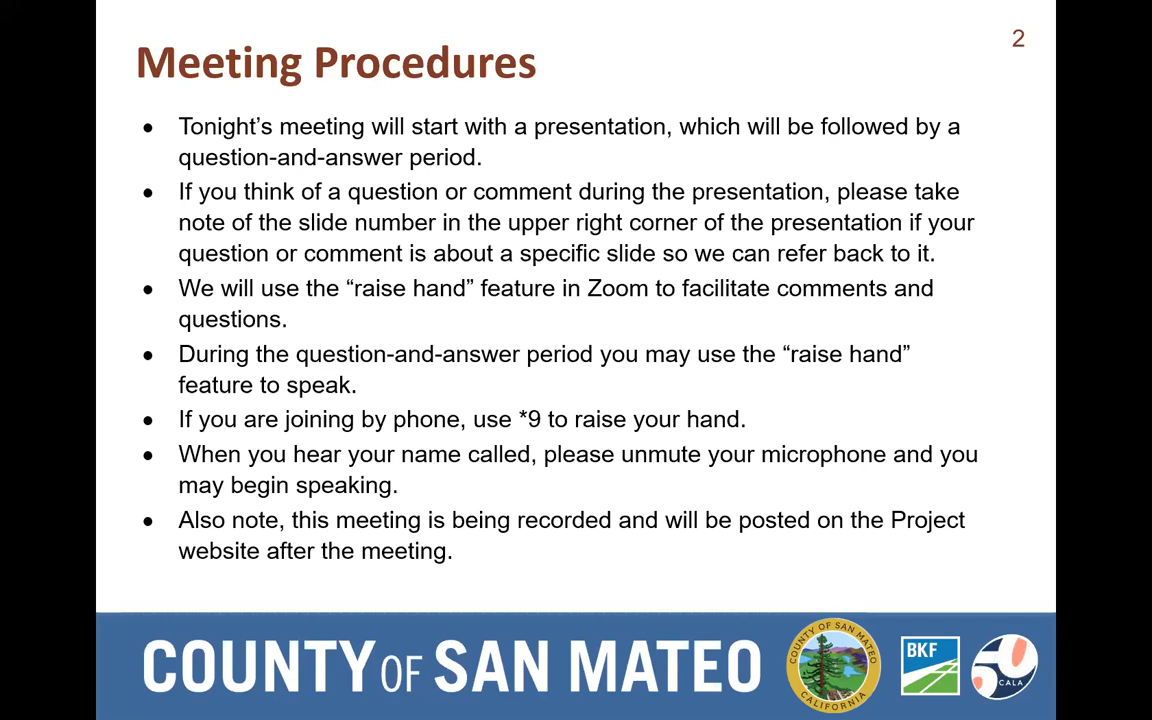 2
Meeting Procedures
● Tonight’s meeting will start with a presentation, which will be followed by a
question-and-answer period.
● If you think of a question or comment during the presentation, please take
note of the slide number in the upper right corner of the presentation if your
question or comment is about a specific slide so we can refer back to it.
● We will use the “raise hand” feature in Zoom to facilitate comments and
questions.
● During the question-and-answer period you may use the “raise hand”
feature to speak.
● If you are joining by phone, use *9 to raise your hand.
● When you hear your name called, please unmute your microphone and you
may begin speaking.
● Also note, this meeting is being recorded and will be posted on the Project
website after the meeting.
COUNTY OF SAN MATEO
COUNTY OF SAN MATEO
CALIFORNIA
BKF
CALA